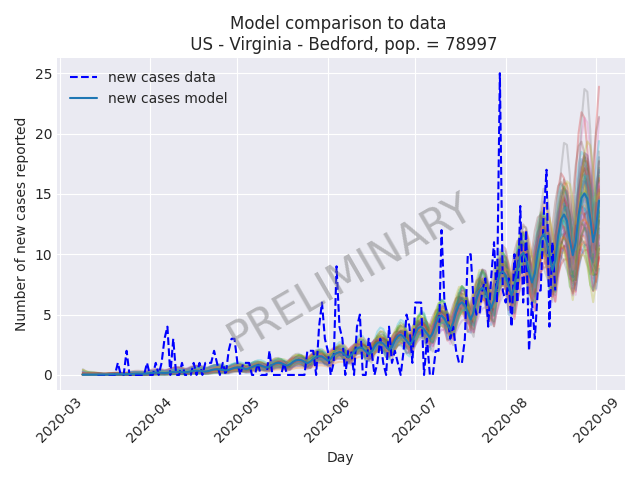 Model comparison to data
US - Virginia - Bedford, pop. = 78997
new cases data
new cases model
PRELIMINARY
Number of new cases reported
25
20
15
10
5
0
2020-03
2020-04
2020-05
2020-06
2020-07
2020-08
2020-09
Day